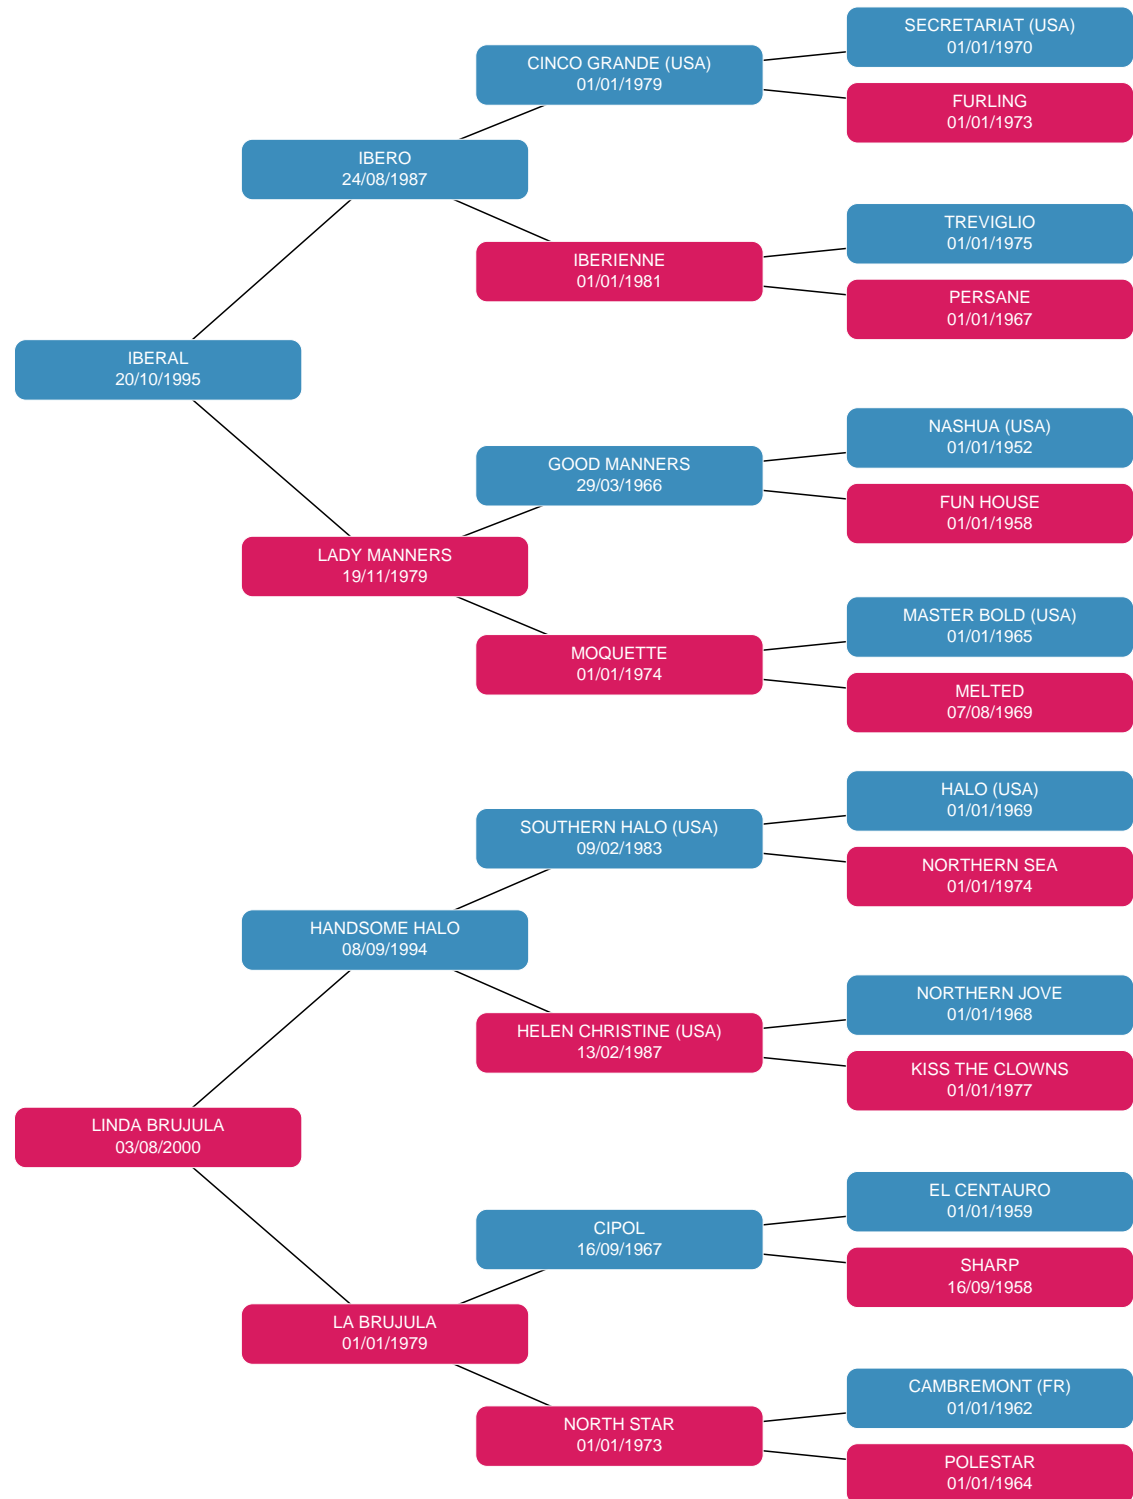 SECRETARIAT (USA)
01/01/1970
CINCO GRANDE (USA)
01/01/1979
FURLING
01/01/1973
IBERO
24/08/1987
TREVIGLIO
01/01/1975
IBERIENNE
01/01/1981
PERSANE
01/01/1967
IBERAL
20/10/1995
NASHUA (USA)
01/01/1952
GOOD MANNERS
29/03/1966
FUN HOUSE
01/01/1958
LADY MANNERS
19/11/1979
MASTER BOLD (USA)
01/01/1965
MOQUETTE
01/01/1974
MELTED
07/08/1969
HALO (USA)
01/01/1969
SOUTHERN HALO (USA)
09/02/1983
NORTHERN SEA
01/01/1974
HANDSOME HALO
08/09/1994
NORTHERN JOVE
01/01/1968
HELEN CHRISTINE (USA)
13/02/1987
KISS THE CLOWNS
01/01/1977
LINDA BRUJULA
03/08/2000
EL CENTAURO
01/01/1959
CIPOL
16/09/1967
SHARP
16/09/1958
LA BRUJULA
01/01/1979
CAMBREMONT (FR)
01/01/1962
NORTH STAR
01/01/1973
POLESTAR
01/01/1964